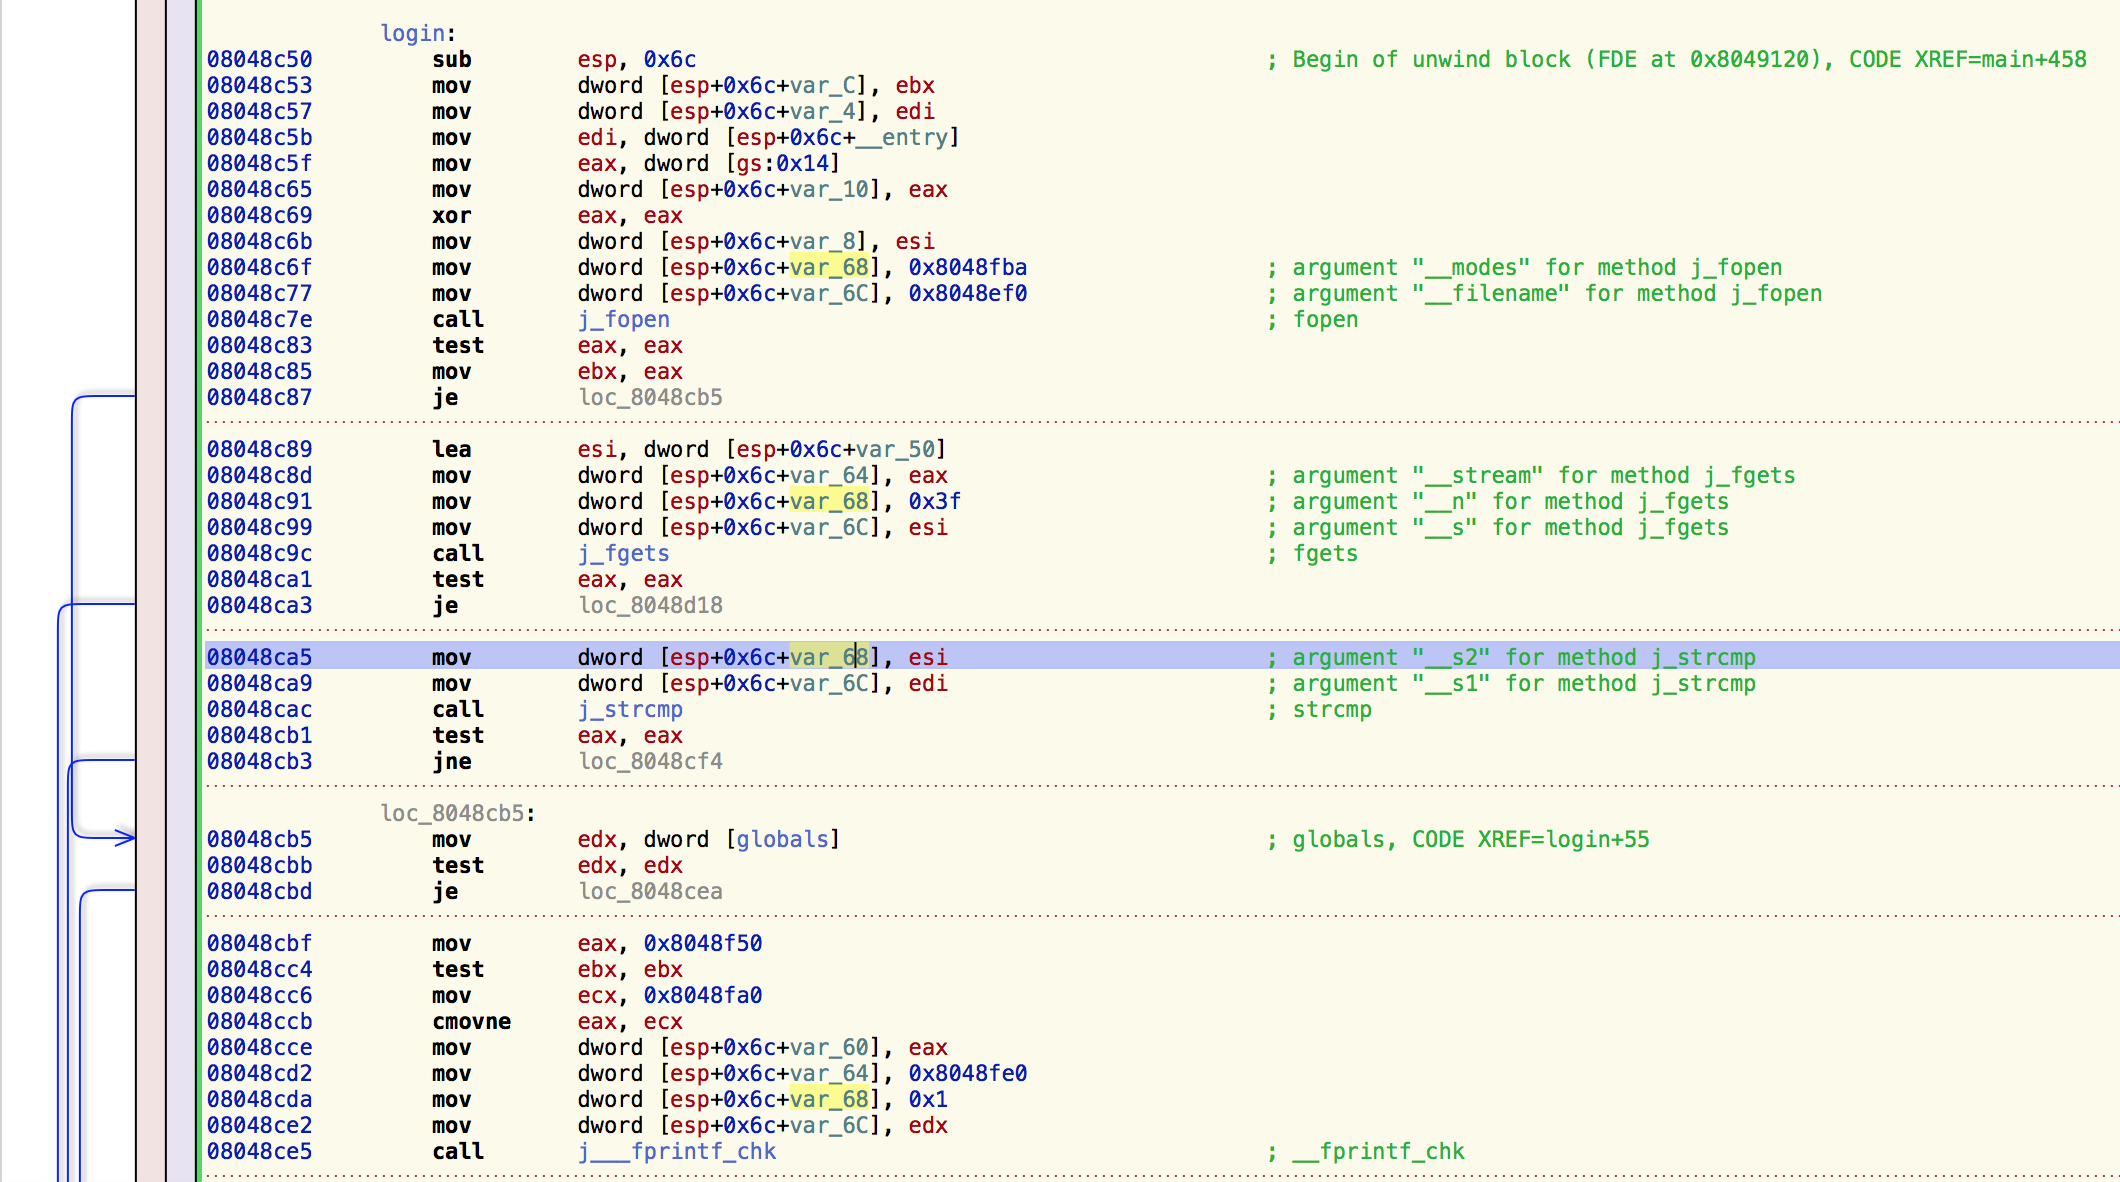 login:
08048c50 sub esp, 0x6c ; Begin of unwind block (FDE at 0x8049120), CODE XREF=main+458
08048c53 mov dword [esp+0x6c+var_C], ebx
08048c57 mov dword [esp+0x6c+var_4], edi
08048c5b mov edi, dword [esp+0x6c+__entry]
08048c5f mov eax, dword [gs:0x14]
08048c65 mov dword [esp+0x6c+var_10], eax
08048c69 xor eax, eax
08048c6b mov dword [esp+0x6c+var_8], esi
08048c6f mov dword [esp+0x6c+var_68], 0x8048fba ; argument "__modes" for method j_fopen
08048c77 mov dword [esp+0x6c+var_6C], 0x8048ef0 ; argument "__filename" for method j_fopen
08048c7e call j_fopen ; fopen
08048c83 test eax, eax
08048c85 mov ebx, eax
08048c87 je loc_8048cb5
08048c89 lea esi, dword [esp+0x6c+var_50]
08048c8d mov dword [esp+0x6c+var_64], eax ; argument "__stream" for method j_fgets
08048c91 mov dword [esp+0x6c+var_68], 0x3f ; argument "__n" for method j_fgets
08048c99 mov dword [esp+0x6c+var_6C], esi ; argument "__s" for method j_fgets
08048c9c call j_fgets ; fgets
08048ca1 test eax, eax
08048ca3 je loc_8048d18
08048ca5 mov dword [esp+0x6c+var_68], esi ; argument "__s2" for method j_strcmp
08048ca9 mov dword [esp+0x6c+var_6C], edi ; argument "__s1" for method j_strcmp
08048cac call j_strcmp ; strcmp
08048cb1 test eax, eax
08048cb3 jne loc_8048cf4
loc_8048cb5:
08048cb5 mov edx, dword [globals] ; globals, CODE XREF=login+55
08048cbb test edx, edx
08048cbd je loc_8048cea
08048cbf mov eax, 0x8048f50
08048cc4 test ebx, ebx
08048cc6 mov ecx, 0x8048fa0
08048ccb cmovne eax, ecx
08048cce mov dword [esp+0x6c+var_60], eax
08048cd2 mov dword [esp+0x6c+var_64], 0x8048fe0
08048cda mov dword [esp+0x6c+var_68], 0x1
08048ce2 mov dword [esp+0x6c+var_6C], edx
08048ce5 call j___fprintf_chk ; __fprintf_chk